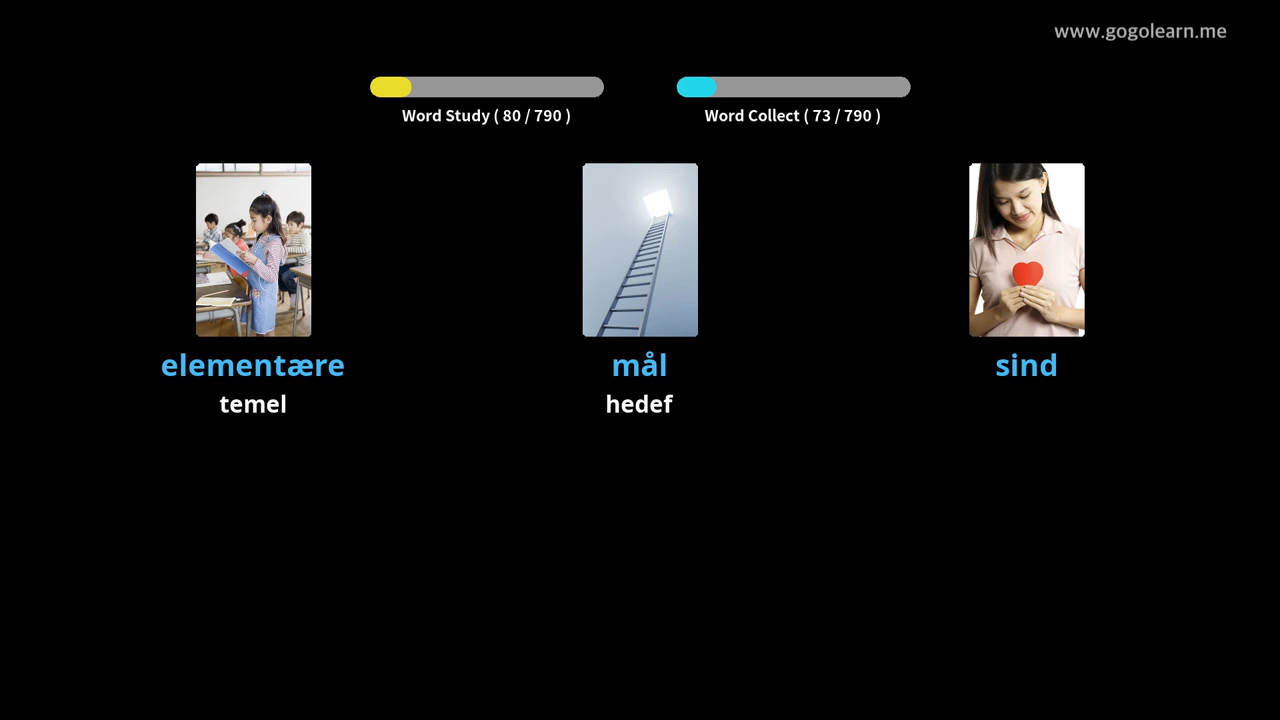 www.gogolearn.me
Word Study ( 80 / 790 )
Word Collect ( 73 / 790 )
elementære
mål
sind
temel
hedef